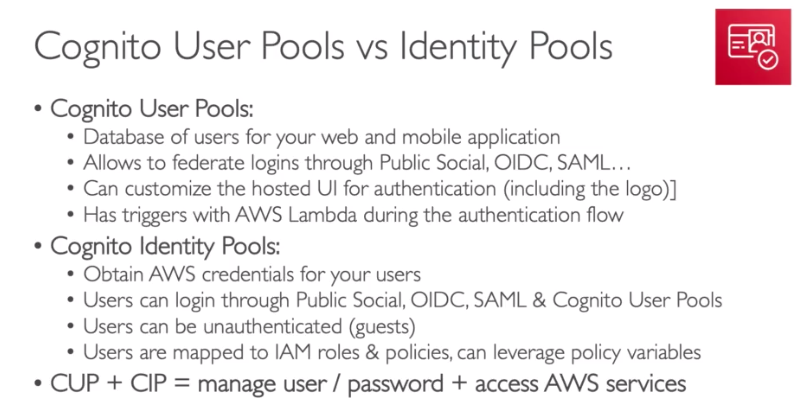 Cognito User Pools vs Identity Pools
• Cognito User Pools:
• Database of users for your web and mobile application
• Allows to federate logins through Public Social, OIDC, SAML…
• Can customize the hosted UI for authentication (including the logo)]
• Has triggers with AWS Lambda during the authentication flow
• Cognito Identity Pools:
• Obtain AWS credentials for your users
• Users can login through Public Social, OIDC, SAML & Cognito User Pools
• Users can be unauthenticated (guests)
• Users are mapped to IAM roles & policies, can leverage policy variables
• CUP + CIP = manage user / password + access AWS services